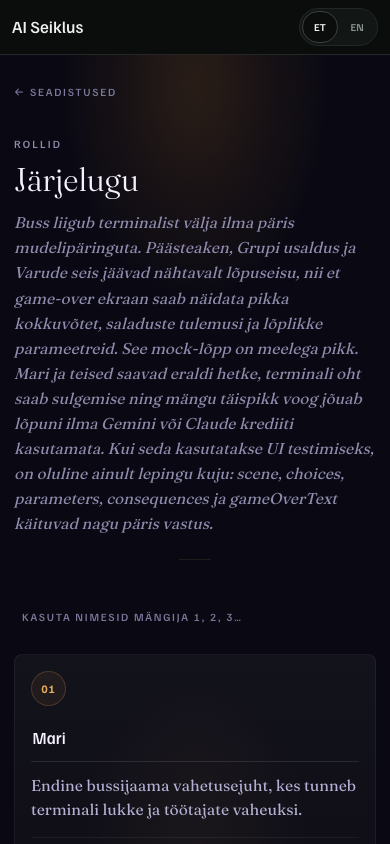 AI Seiklus
ET EN
← SEADISTUSED
ROLLID
Järjelugu
Buss liigub terminalist välja ilma päris
mudelipäringuta. Päästeaken, Grupi usaldus ja
Varude seis jäävad nähtavalt lõpuseisu, nii et
game-over ekraan saab näidata pikka
kokkuvõtet, saladuste tulemusi ja lõplikke
parameetreid. See mock-lõpp on meelega pikk.
Mari ja teised saavad eraldi hetke, terminali oht
saab sulgemise ning mängu täispikk voog jõuab
lõpuni ilma Gemini või Claude krediiti
kasutamata. Kui seda kasutatakse UI testimiseks,
on oluline ainult lepingu kuju: scene, choices,
parameters, consequences ja gameOverText
käituvad nagu päris vastus.
KASUTA NIMESID MÄNGIJA 1, 2, 3…
01
Mari
Endine bussijaama vahetusejuht, kes tunneb
terminali lukke ja töötajate vaheuksi.